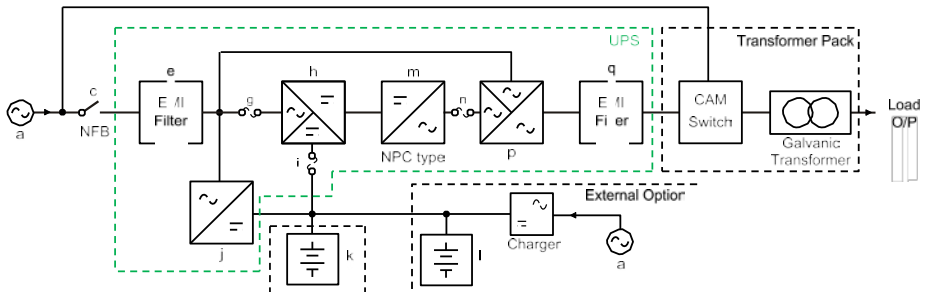 UPS
Transformer Pack
e
h
m
q
c
g
n
EMI
Filter
EMI
Filter
CAM
Switch
Load
O/P
a
NFB
i
NPC type
p
Galvanic
Transformer
External Option
j
k
l
Charger
a